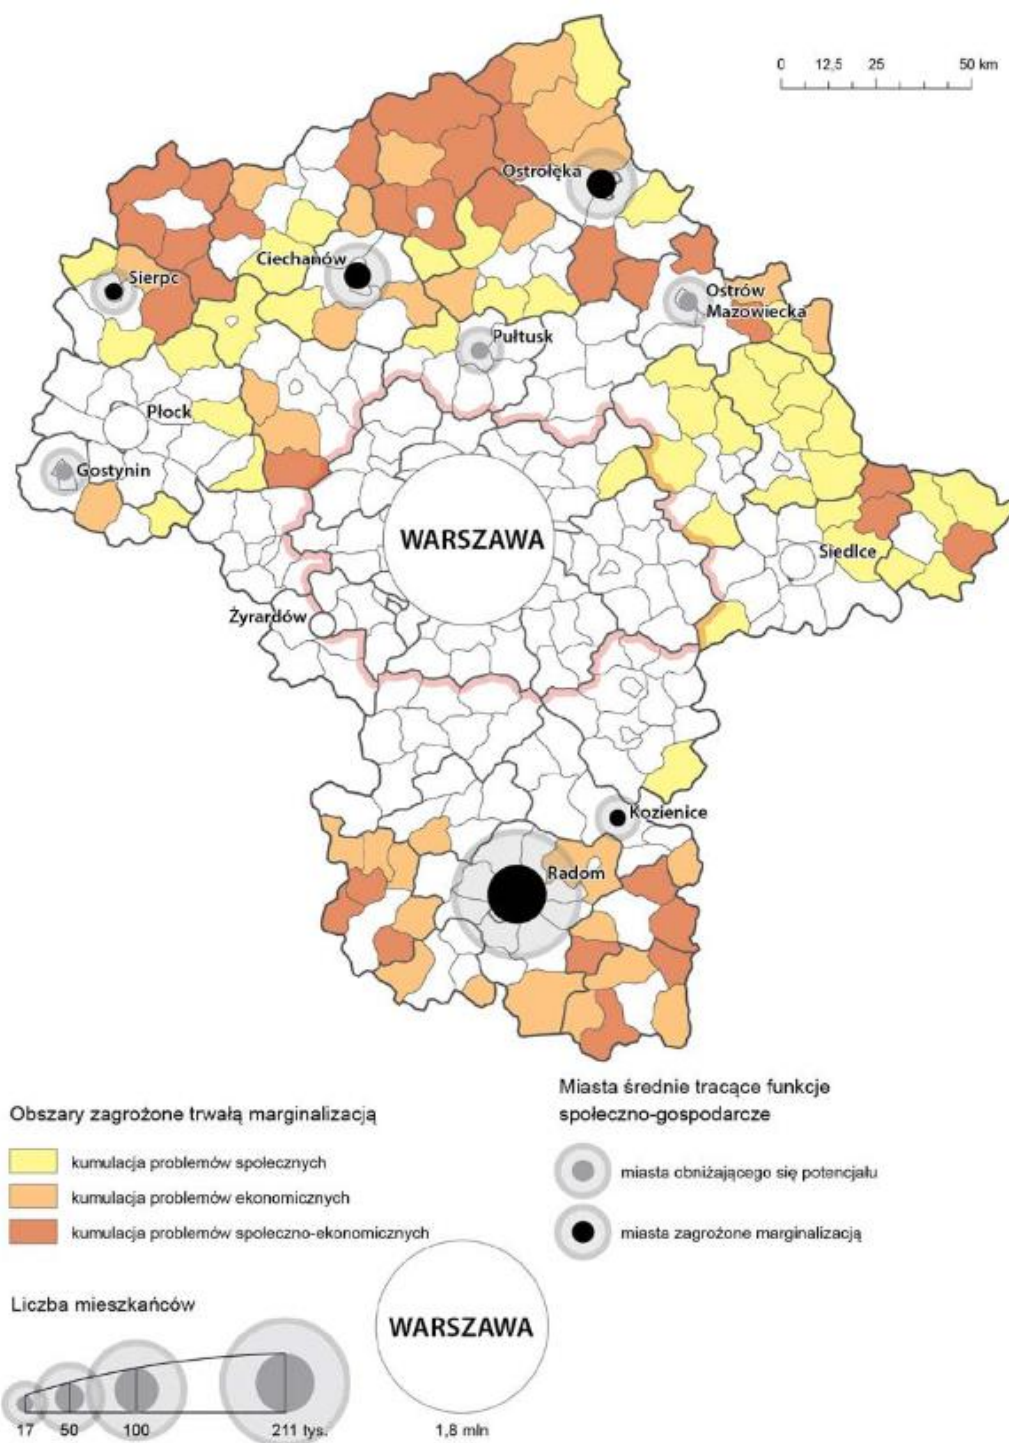 0 12,5 25 50 km
Ostrołęka
Ciechanów
Sierpc
Ostrów
Mazowiecka
Pułtusk
Płock
Gostynin
WARSZAWA
Siedlce
Żyrardów
Kozienice
Radom
Obszary zagrożone trwałą marginalizacją
kumulacja problemów społecznych
kumulacja problemów ekonomicznych
kumulacja problemów społeczno-ekonomicznych
Miasta średnie tracące funkcje
społeczno-gospodarcze
miasta obniżającego się potencjału
miasta zagrożone marginalizacją
Liczba mieszkańców
17 50 100 211 tys.
WARSZAWA
1,8 mln